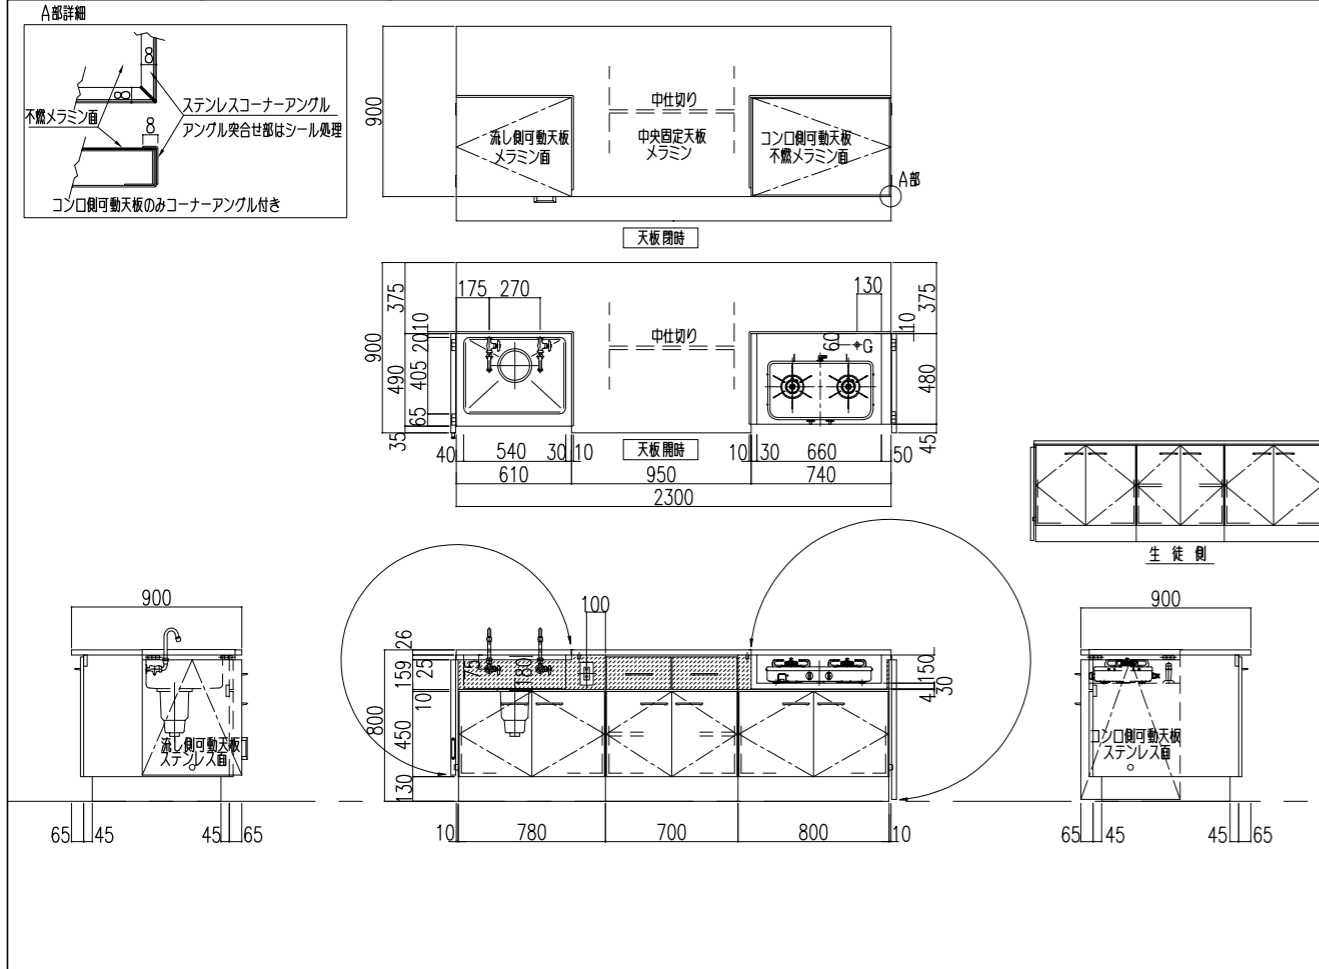 A部詳細
8
8
ステンレスコーナーアングル
不燃メラミン面
アングル突合せ部はシール処理
8
コンロ側可動天板のみコーナーアングル付き
900
中仕切り
流し側可動天板
メラミン面
中央固定天板
メラミン
コンロ側可動天板
不燃メラミン面
A部
天板閉時
375
10
20
900
490
405
65
35
175
270
中仕切り
130
60
G
375
10
480
45
40
540
30
10
天板開時
10
30
660
50
610
950
740
2300
生徒側
900
流し側可動天板
ステンレス面
65
45
45
65
100
26
159
25
75
180
10
800
450
130
150
4
30
10
780
700
800
10
900
コンロ側可動天板
ステンレス面
65
45
45
65